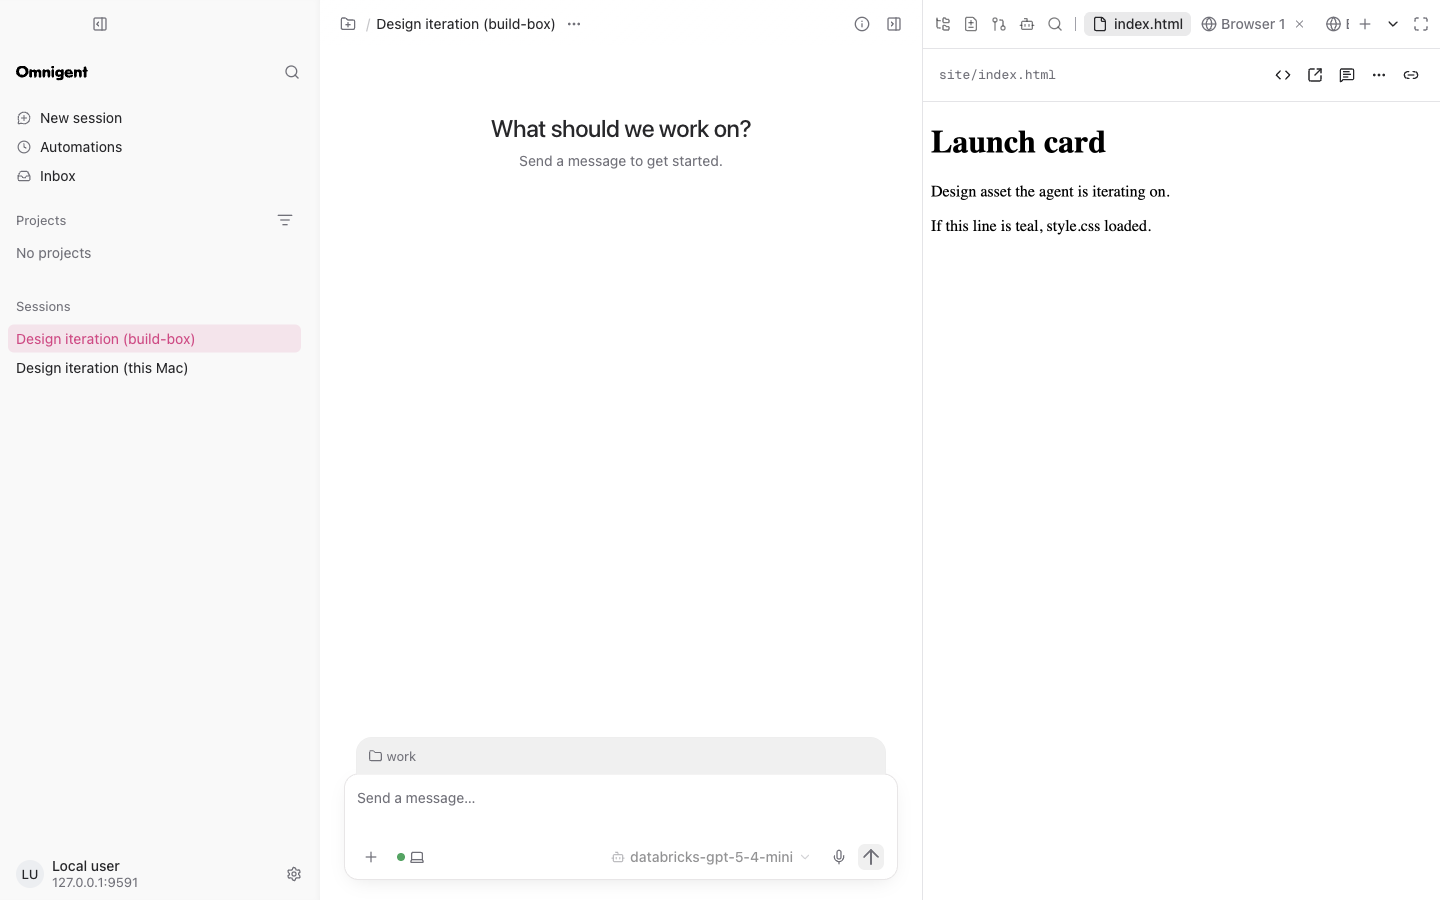 Omnigent
New session
Automations
Inbox
Projects
No projects
Sessions
Design iteration (build-box)
Design iteration (this Mac)
LU
Local user
127.0.0.1:9591
/ Design iteration (build-box)
What should we work on?
Send a message to get started.
work
Send a message...
databricks-gpt-5-4-mini
index.html
Browser 1
site/index.html
Launch card
Design asset the agent is iterating on.
If this line is teal, style.css loaded.